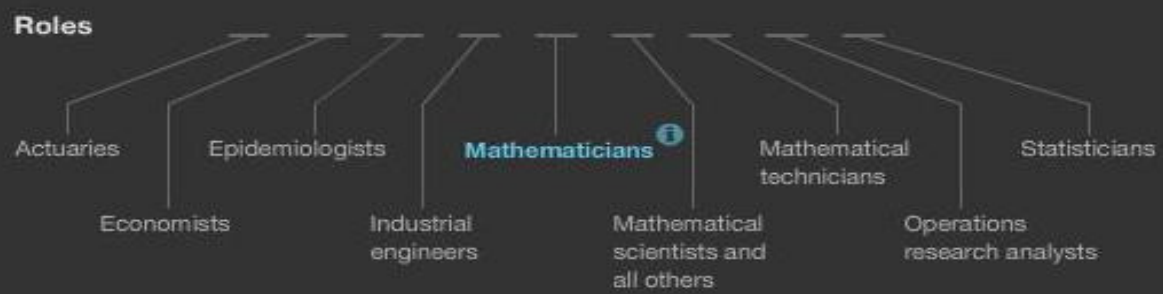 Roles
Actuaries
Epidemiologists
Mathematicians
Mathematical
technicians
Statisticians
Economists
Industrial
engineers
Mathematical
scientists and
all others
Operations
research analysts